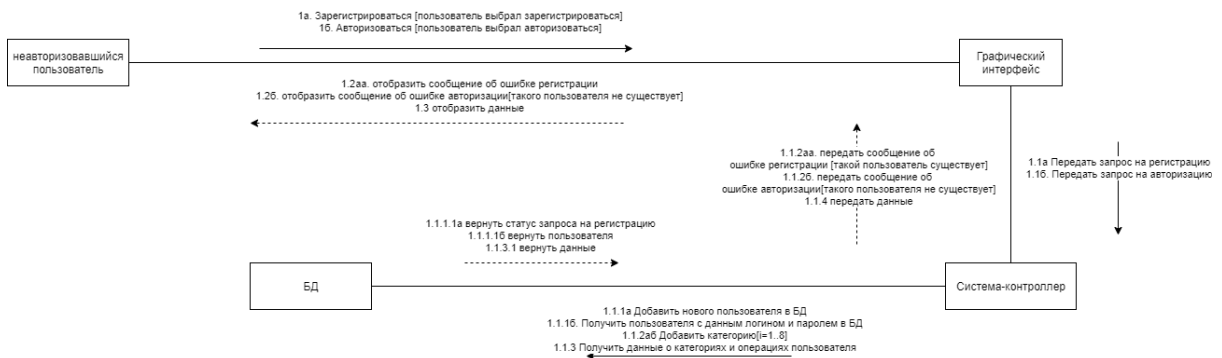 1а. Зарегистрироваться [пользователь выбрал зарегистрироваться]
1б. Авторизоваться [пользователь выбрал авторизоваться]
неавторизовавшийся
пользователь
Графический
интерфейс
1.2аа. отобразить сообщение об ошибке регистрации
1.2б. отобразить сообщение об ошибке авторизации[такого пользователя не существует]
1.3 отобразить данные
1.1.2аа. передать сообщение об
ошибке регистрации [такой пользователь существует]
1.1.2б. передать сообщение об
ошибке авторизации[такого пользователя не существует]
1.1.4 передать данные
1.1а Передать запрос на регистрацию
1.1б. Передать запрос на авторизацию
1.1.1.1а вернуть статус запроса на регистрацию
1.1.1.1б вернуть пользователя
1.1.3.1 вернуть данные
БД
Система-контроллер
1.1.1а Добавить нового пользователя в БД
1.1.1б. Получить пользователя с данным логином и паролем в БД
1.1.2аб Добавить категорию[i=1..8]
1.1.3 Получить данные о категориях и операциях пользователя